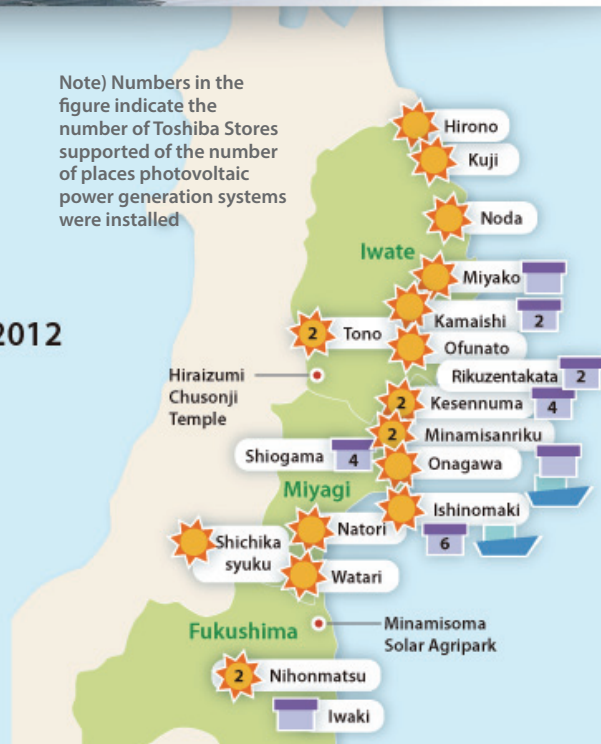 Note) Numbers in the
figure indicate the
number of Toshiba Stores
supported of the number
of places photovoltaic
power generation systems
were installed
Hirono
Kuji
Noda
Iwate
Miyako
Kamaishi 2
2012
2 Tono
Ofunato
Hiraizumi
Chusonji
Temple
Rikuzentakata 2
2 Kesennuma 4
2 Minamisanriku
Shiogama 4
Onagawa
Miyagi
Ishinomaki
6
Natori
Shichika
syuku
Watari
Fukushima
Minamisoma
Solar Agripark
2 Nihonmatsu
Iwaki